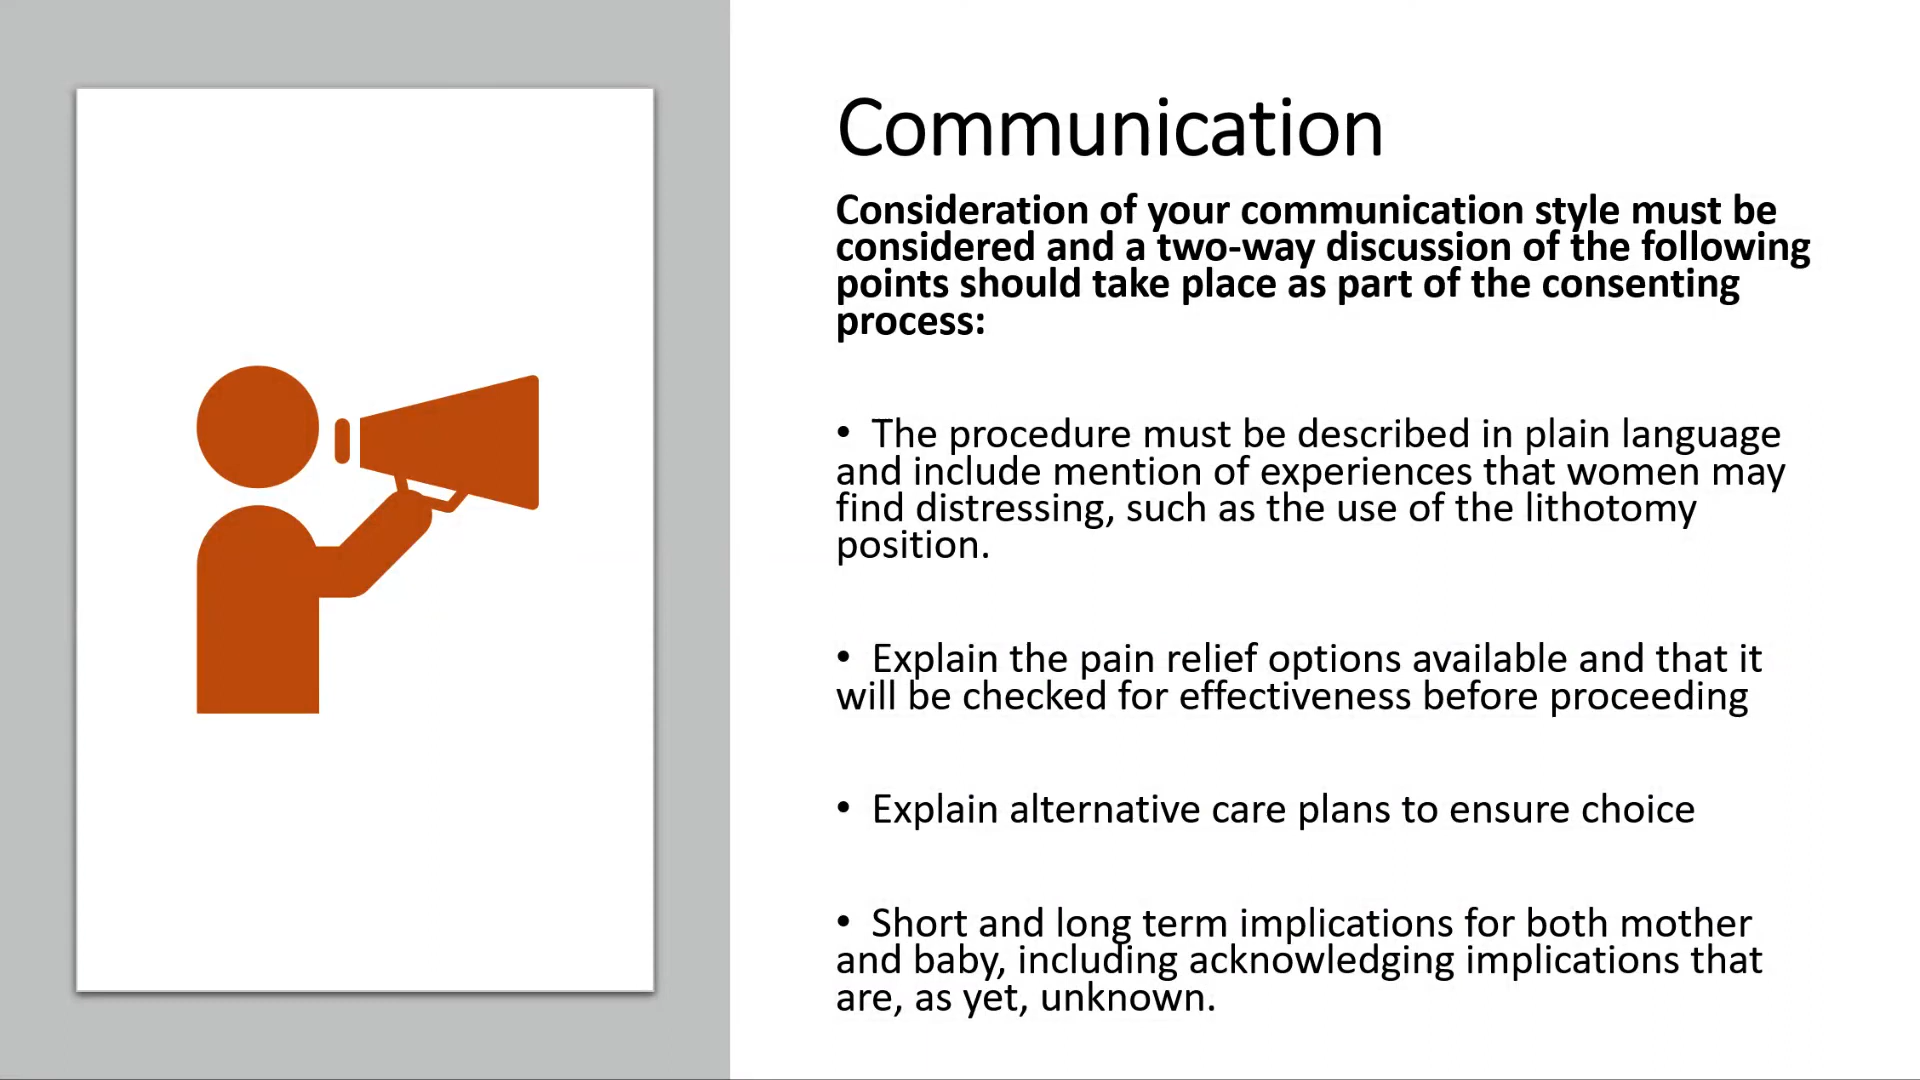 Communication
Consideration of your communication style must be
considered and a two-way discussion of the following
points should take place as part of the consenting
process:
• The procedure must be described in plain language
and include mention of experiences that women may
find distressing, such as the use of the lithotomy
position.
• Explain the pain relief options available and that it
will be checked for effectiveness before proceeding
• Explain alternative care plans to ensure choice
• Short and long term implications for both mother
and baby, including acknowledging implications that
are, as yet, unknown.